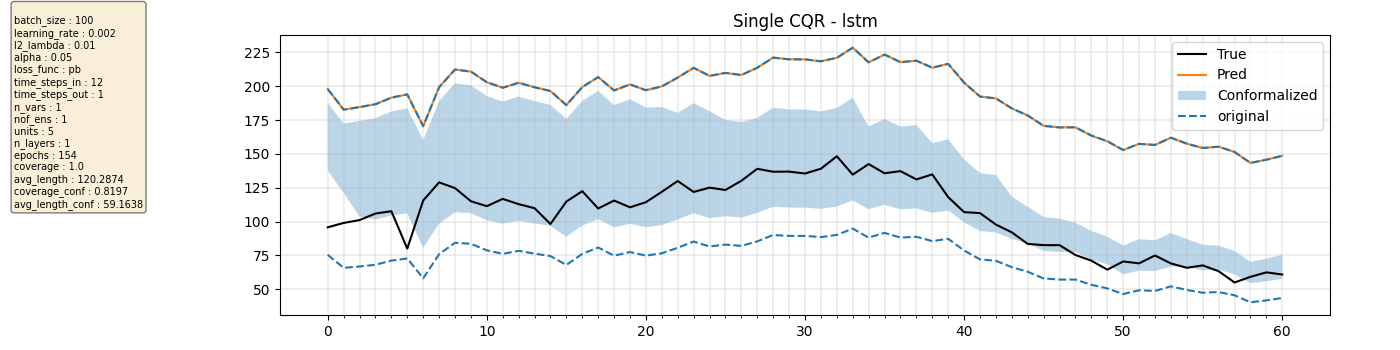 batch_size : 100
learning_rate : 0.002
l2_lambda : 0.01
alpha : 0.05
loss_func : pb
time_steps_in : 12
time_steps_out : 1
n_vars : 1
nof_ens : 1
units : 5
n_layers : 1
epochs : 154
coverage : 1.0
avg_length : 120.2874
coverage_conf : 0.8197
avg_length_conf : 59.1638
Single CQR - lstm
225
200
175
150
125
100
75
50
True
Pred
Conformalized
original
0 10 20 30 40 50 60